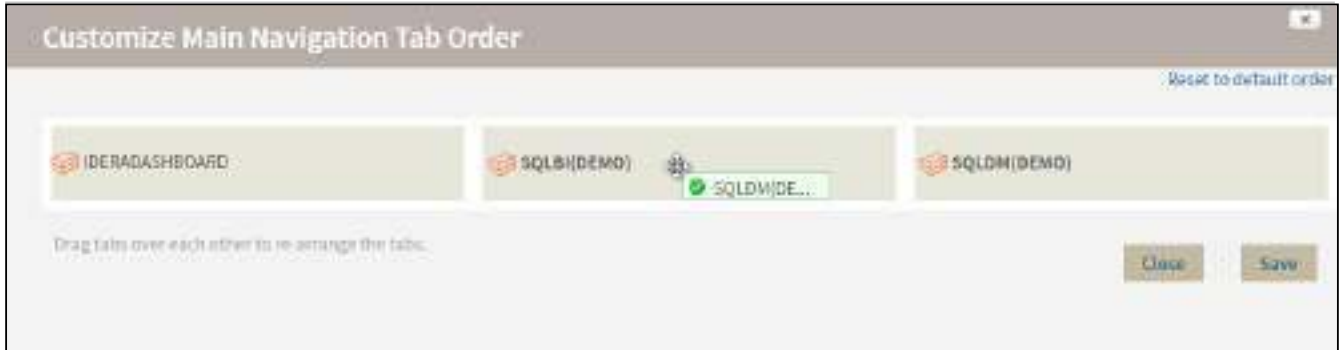 Customize Main Navigation Tab Order
Reset to default order
IDERADASHBOARD
SQLBI(DEMO)
SQLDM(DEMO)
SQLDM(DE...
Drag tabs over each other to re-arrange the tabs.
Close
Save